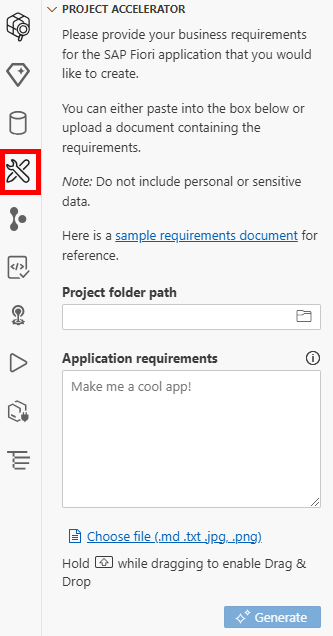 PROJECT ACCELERATOR
Please provide your business requirements
for the SAP Fiori application that you would
like to create.
You can either paste into the box below or
upload a document containing the
requirements.
Note: Do not include personal or sensitive
data.
Here is a sample requirements document for
reference.
Project folder path
Application requirements
Make me a cool app!
Choose file (.md .txt .jpg, .png)
Hold while dragging to enable Drag &
Drop
Generate